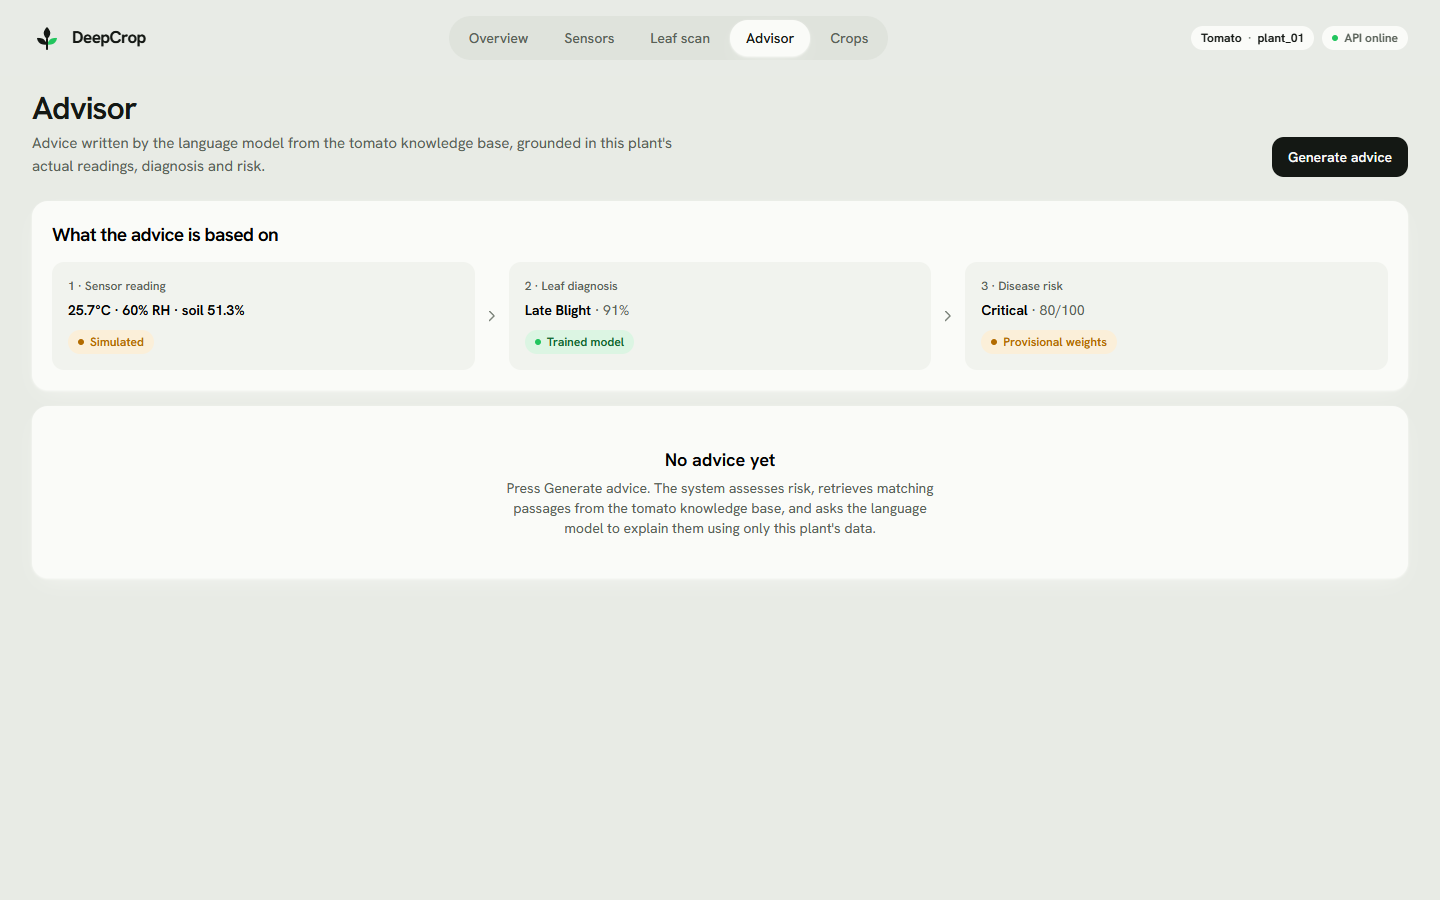 DeepCrop
Overview
Sensors
Leaf scan
Advisor
Crops
Tomato · plant_01
API online
Advisor
Advice written by the language model from the tomato knowledge base, grounded in this plant's
actual readings, diagnosis and risk.
Generate advice
What the advice is based on
1 · Sensor reading
25.7°C · 60% RH · soil 51.3%
Simulated
2 · Leaf diagnosis
Late Blight · 91%
Trained model
3 · Disease risk
Critical · 80/100
Provisional weights
No advice yet
Press Generate advice. The system assesses risk, retrieves matching
passages from the tomato knowledge base, and asks the language
model to explain them using only this plant's data.